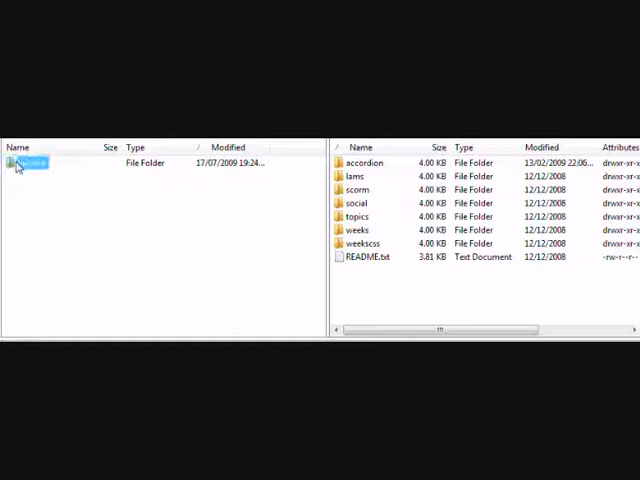 Name Size Type / Modified
File Folder 17/07/2009 19:24...
/ Name Size Type Modified Attributes
accordion 4.00 KB File Folder 13/02/2009 22:06... drwxr-xr-x
lams 4.00 KB File Folder 12/12/2008 drwxr-xr-x
scorm 4.00 KB File Folder 12/12/2008 drwxr-xr-x
social 4.00 KB File Folder 12/12/2008 drwxr-xr-x
topics 4.00 KB File Folder 12/12/2008 drwxr-xr-x
weeks 4.00 KB File Folder 12/12/2008 drwxr-xr-x
weekscss 4.00 KB File Folder 12/12/2008 drwxr-xr-x
README.txt 3.81 KB Text Document 12/12/2008 -rw-r--r--